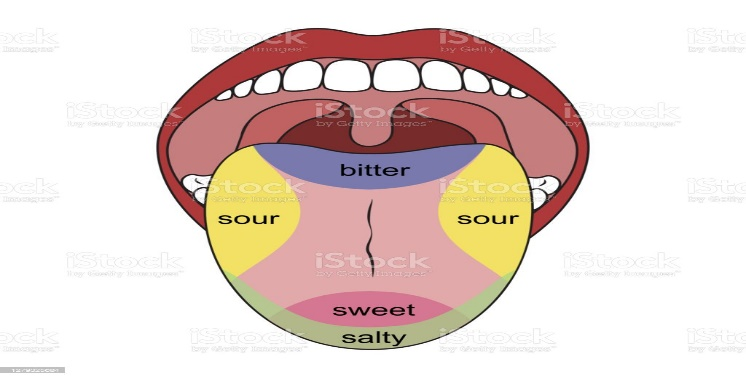 iStock
by Getty Images
bitter
sour
sour
sweet
salty